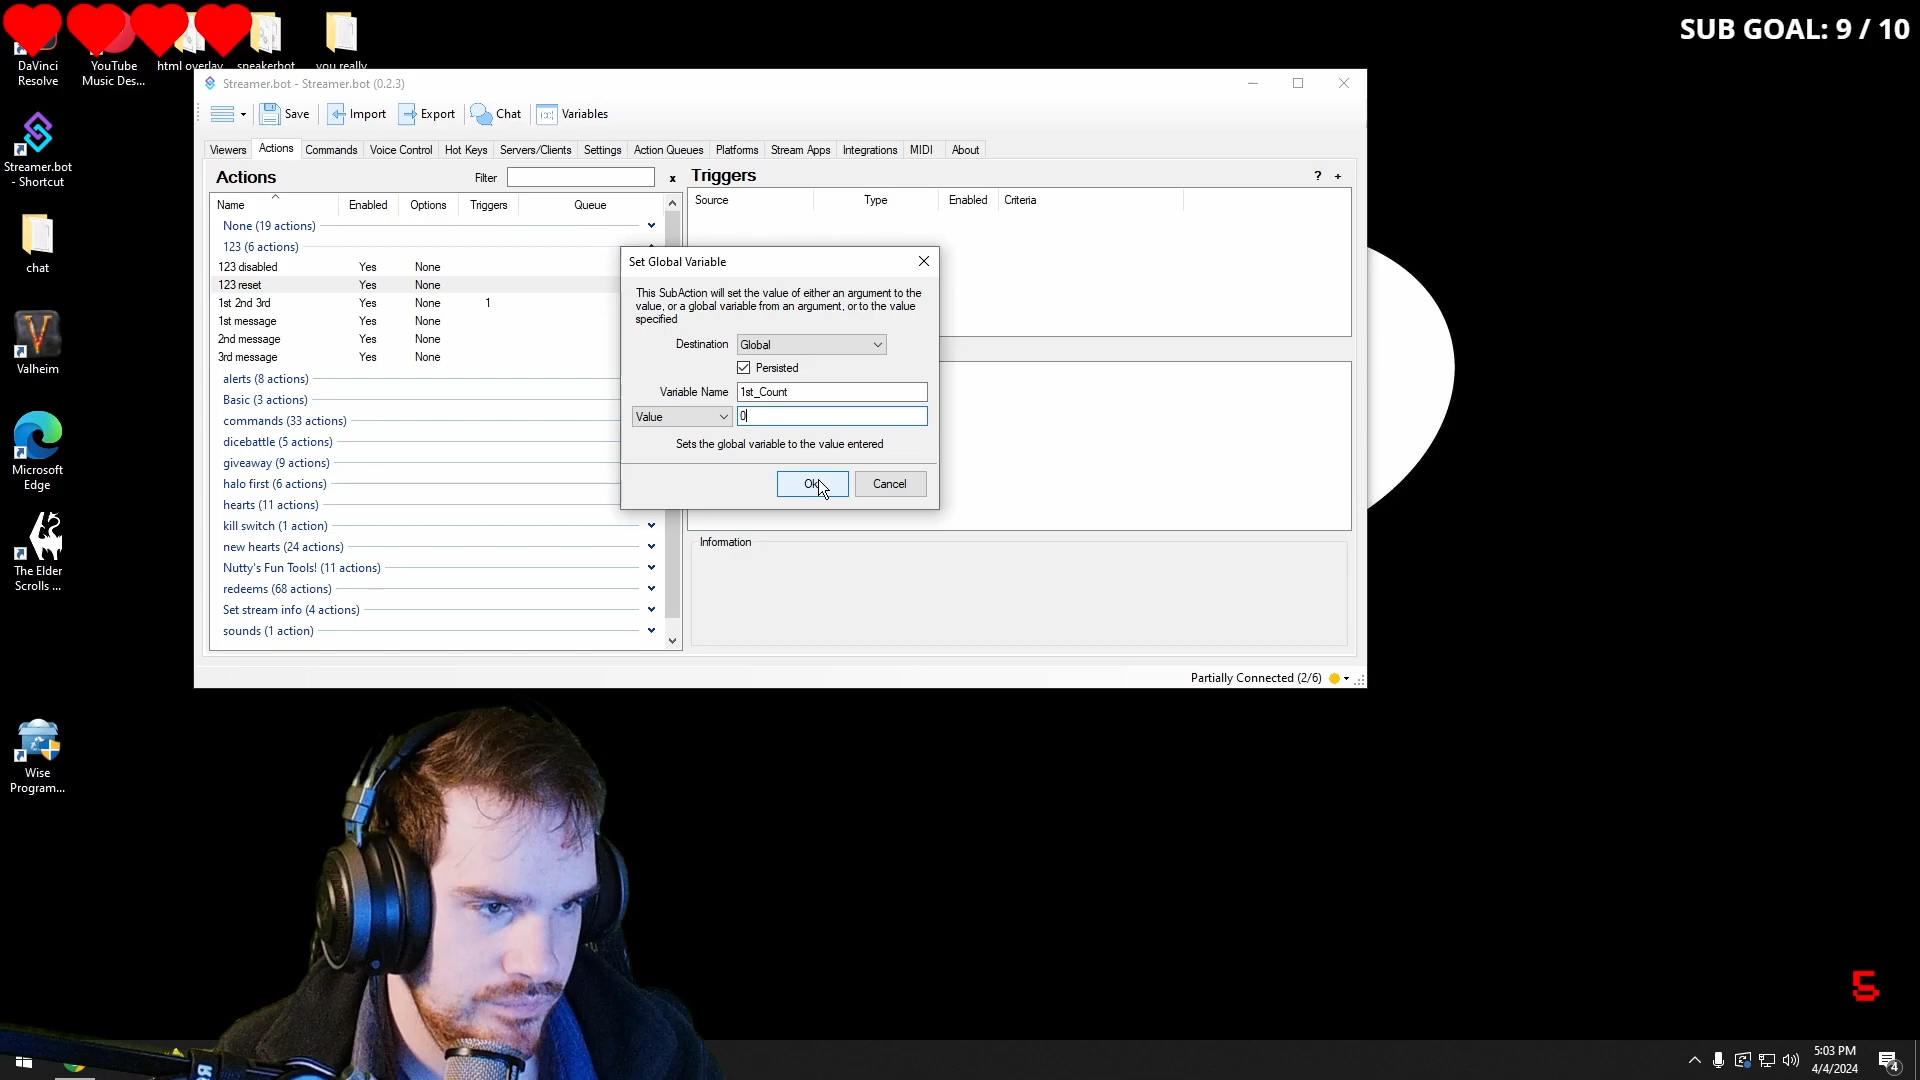 SUB GOAL: 9 / 10
DaVinci
Resolve
YouTube
Music Des...
html overlay
speakerbot
you really
Streamer.bot
- Shortcut
chat
Valheim
Microsoft
Edge
The Elder
Scrolls ...
Wise
Program...
Streamer.bot - Streamer.bot (0.2.3)
Save
Import
Export
Chat
Variables
Viewers
Actions
Commands
Voice Control
Hot Keys
Servers/Clients
Settings
Action Queues
Platforms
Stream Apps
Integrations
MIDI
About
Actions
Filter
x
Name Enabled Options Triggers Queue
None (19 actions)
123 (6 actions)
123 disabled Yes None
123 reset Yes None
1st 2nd 3rd Yes None 1
1st message Yes None
2nd message Yes None
3rd message Yes None
alerts (8 actions)
Basic (3 actions)
commands (33 actions)
dicebattle (5 actions)
giveaway (9 actions)
halo first (6 actions)
hearts (11 actions)
kill switch (1 action)
new hearts (24 actions)
Nutty's Fun Tools! (11 actions)
redeems (68 actions)
Set stream info (4 actions)
sounds (1 action)
Triggers
? +
Source Type Enabled Criteria
Set Global Variable
This SubAction will set the value of either an argument to the
value, or a global variable from an argument, or to the value
specified
Destination Global
Persisted
Variable Name 1st_Count
Value 0
Sets the global variable to the value entered
Ok
Cancel
Information
Partially Connected (2/6)
5
5:03 PM
4/4/2024
4